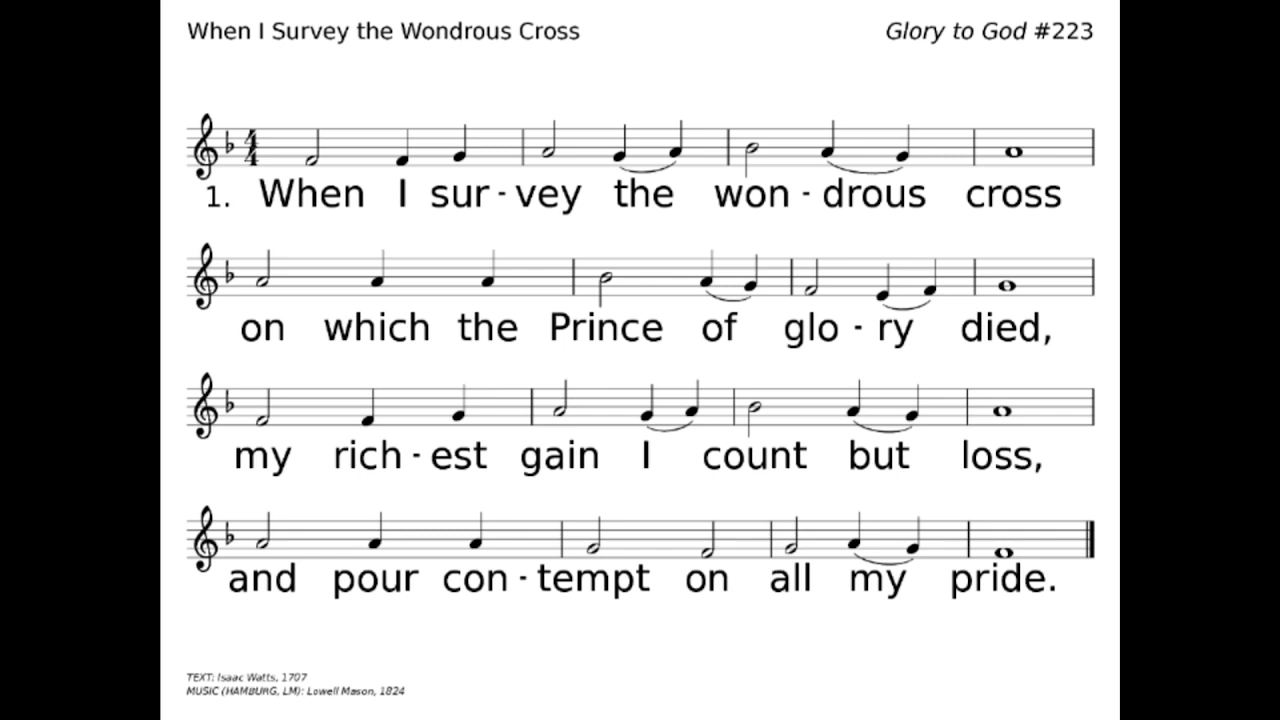 When I Survey the Wondrous Cross Glory to God #223
4
4
1. When I sur - vey the won - drous cross
on which the Prince of glo - ry died,
my rich - est gain I count but loss,
and pour con - tempt on all my pride.
TEXT: Isaac Watts, 1707
MUSIC (HAMBURG, LM): Lowell Mason, 1824